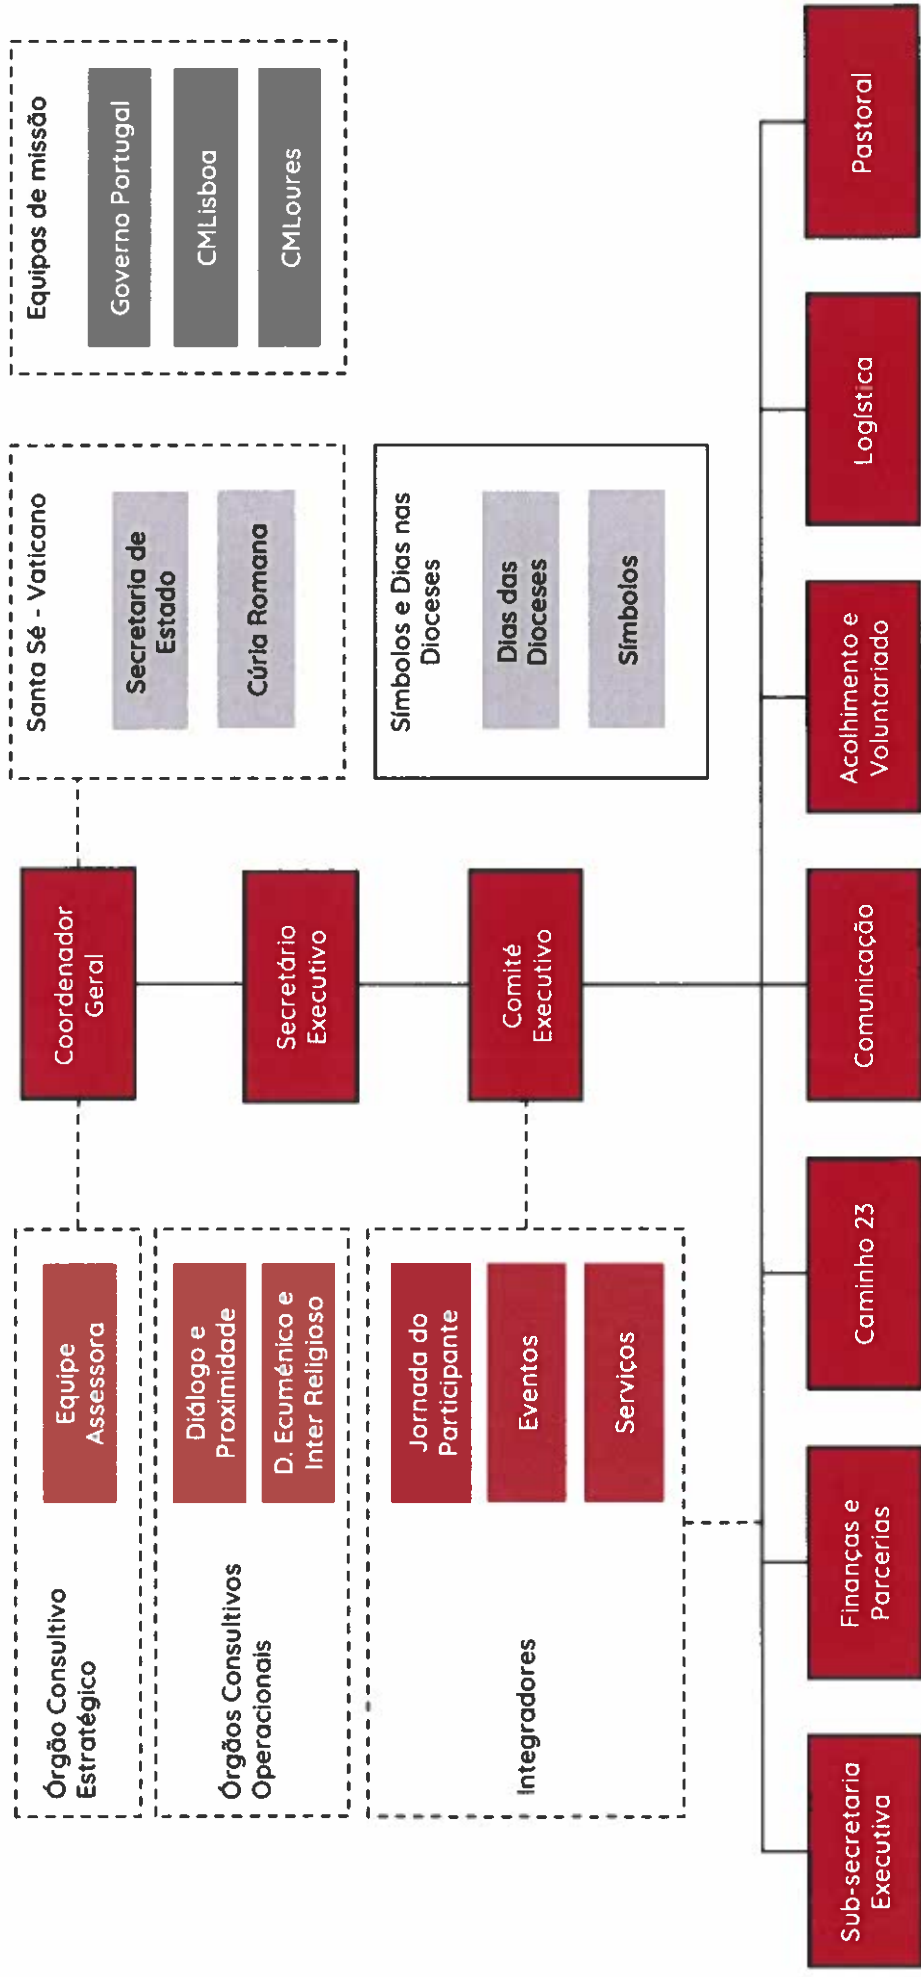 Órgão Consultivo
Estratégico
Equipe
Assessora
Órgãos Consultivos
Operacionais
Diálogo e
Proximidade
D. Ecuménico e
Inter Religioso
Integradores
Jornada do
Participante
Eventos
Serviços
Coordenador
Geral
Secretário
Executivo
Comité
Executivo
Santa Sé - Vaticano
Secretaria de
Estado
Cúria Romana
Símbolos e Dias nas
Dioceses
Dias das
Dioceses
Símbolos
Equipas de missão
Governo Portugal
CMLisboa
CMLoures
Sub-secretaria
Executiva
Finanças e
Parcerias
Caminho 23
Comunicação
Acolhimento e
Voluntariado
Logística
Pastoral